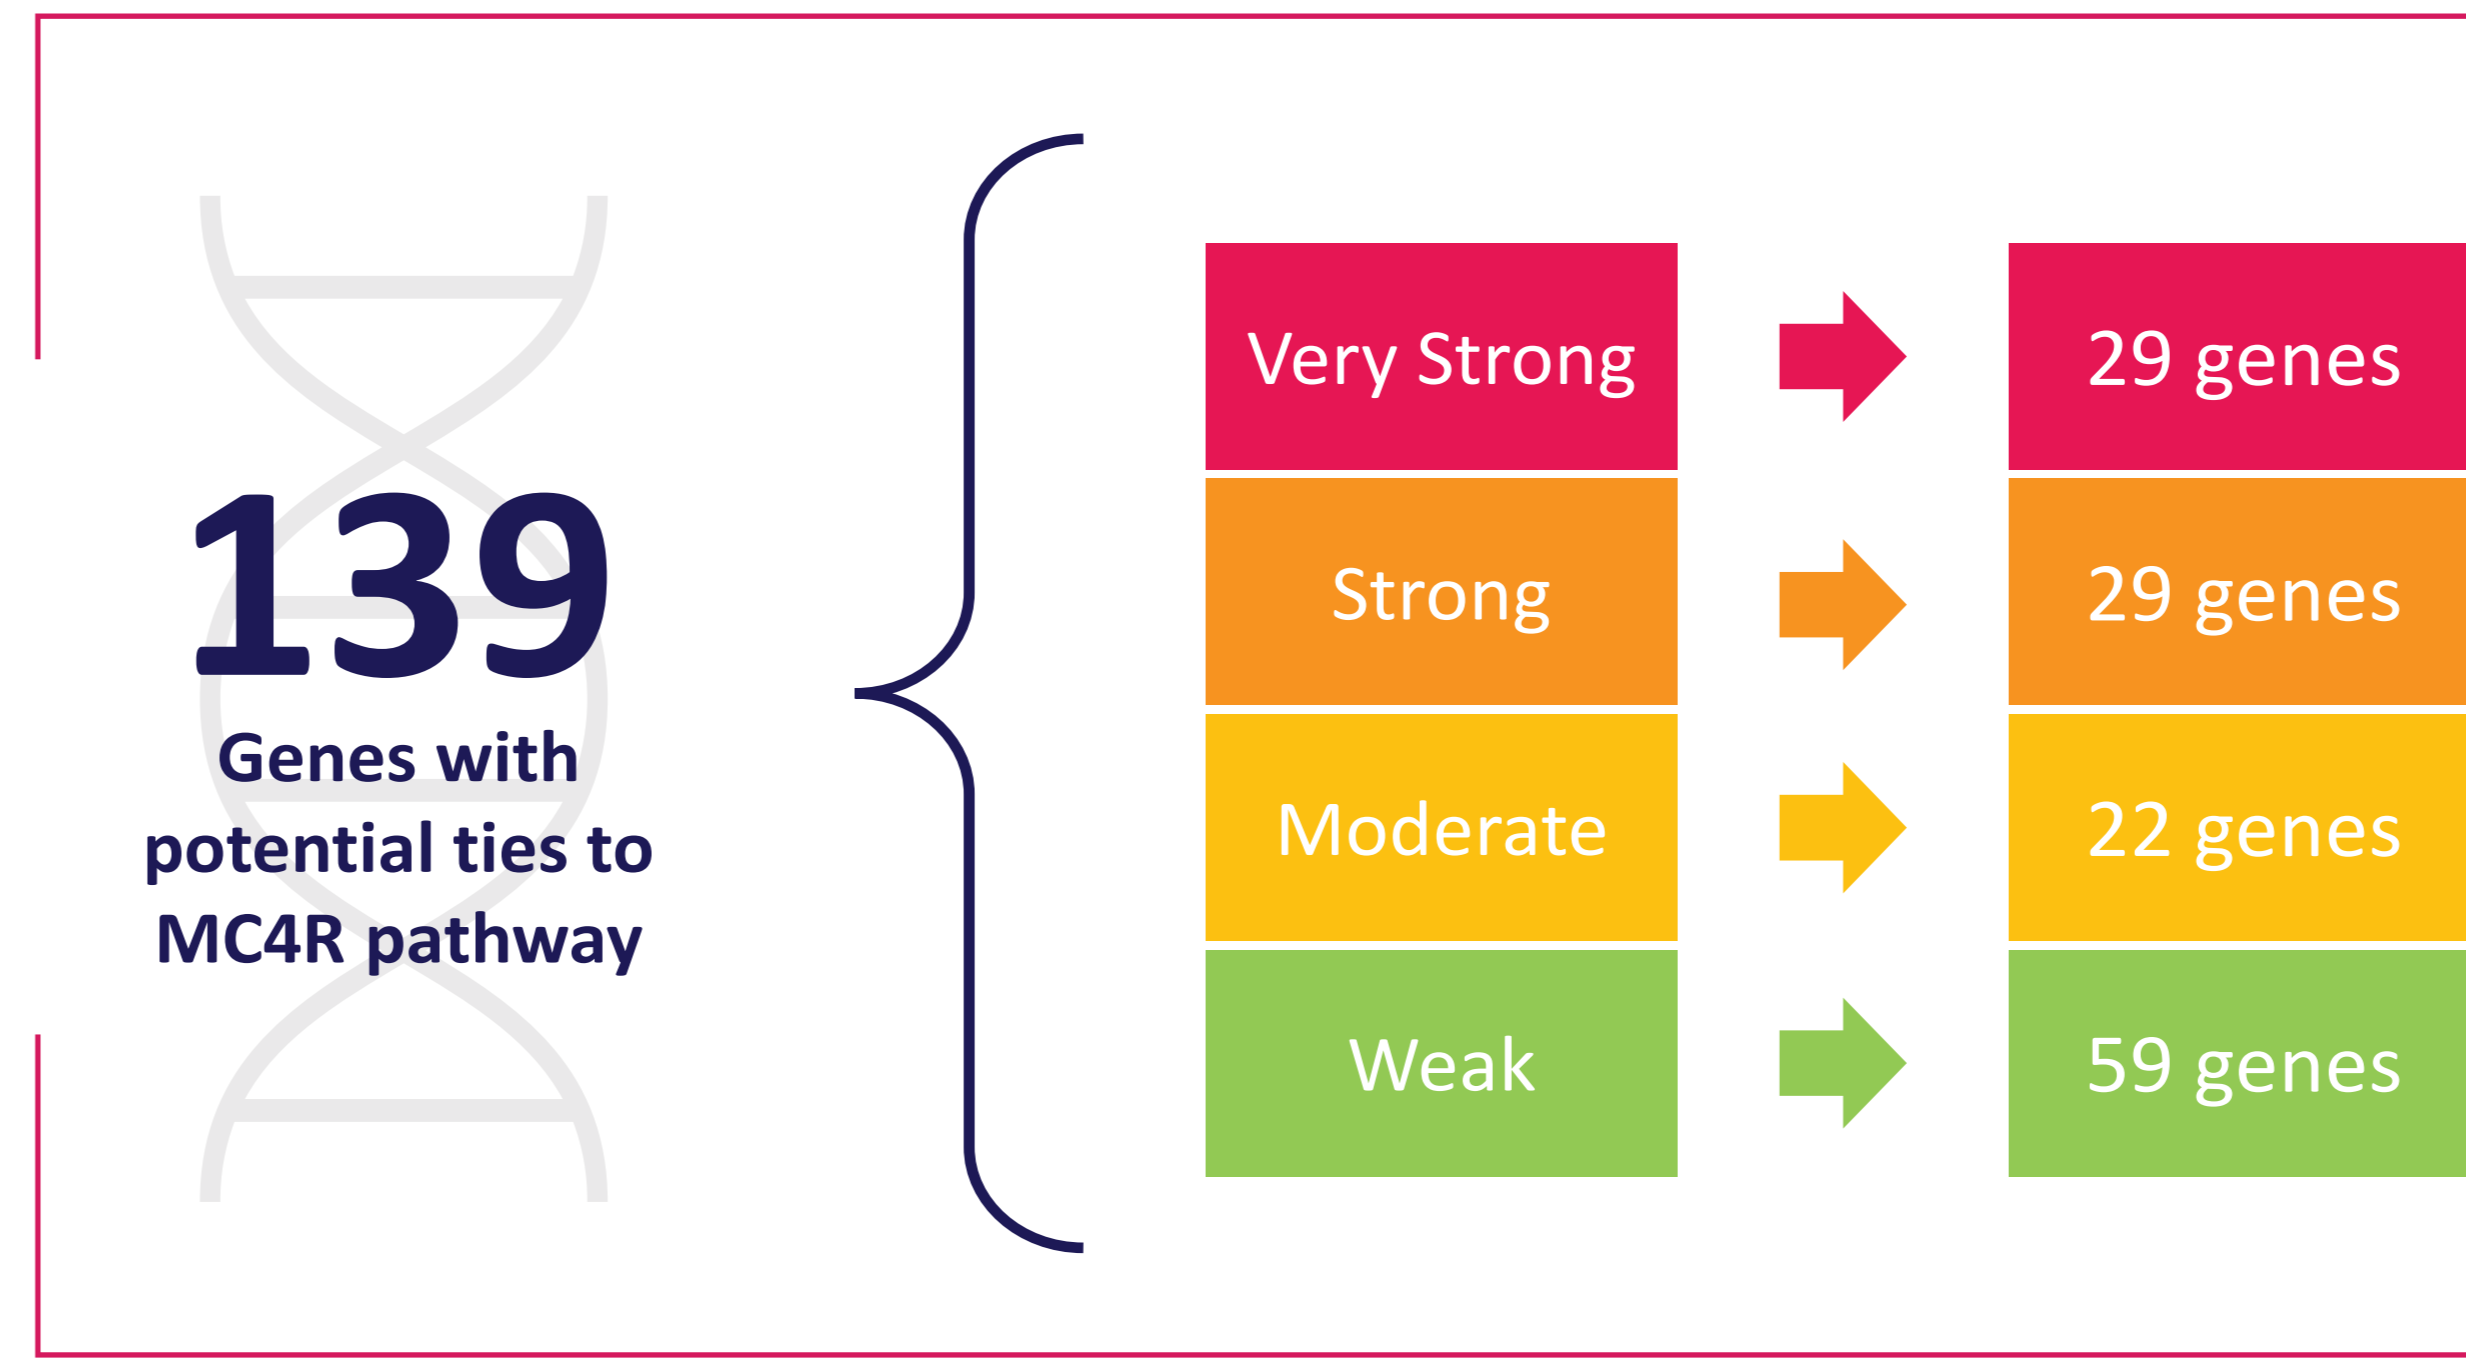 139
Genes with
potential ties to
MC4R pathway
Very Strong
29 genes
Strong
29 genes
Moderate
22 genes
Weak
59 genes